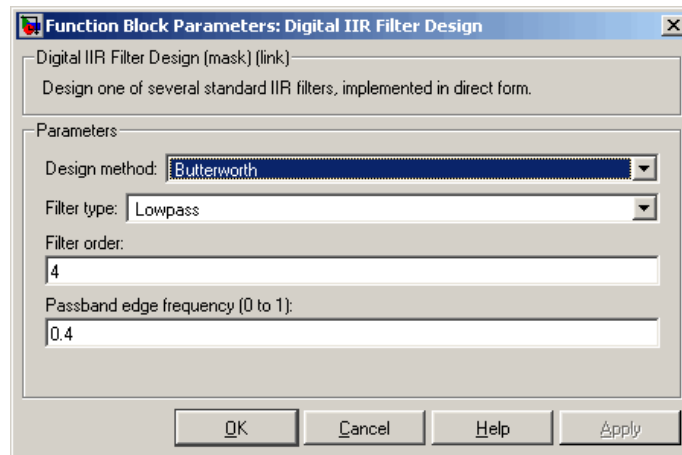 Function Block Parameters: Digital IIR Filter Design
Digital IIR Filter Design (mask) (link)
Design one of several standard IIR filters, implemented in direct form.
Parameters
Design method: Butterworth
Filter type: Lowpass
Filter order:
4
Passband edge frequency (0 to 1):
0.4
OK Cancel Help Apply